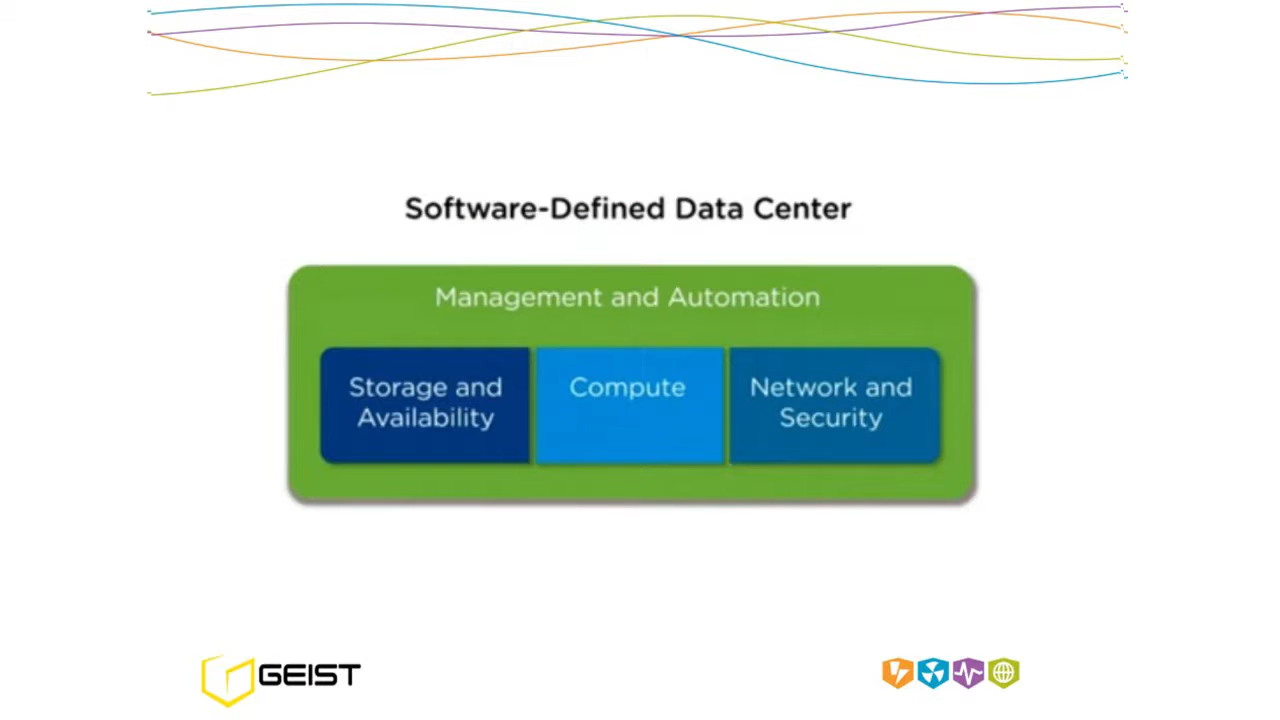 Software-Defined Data Center
Management and Automation
Storage and
Availability
Compute
Network and
Security
GEIST